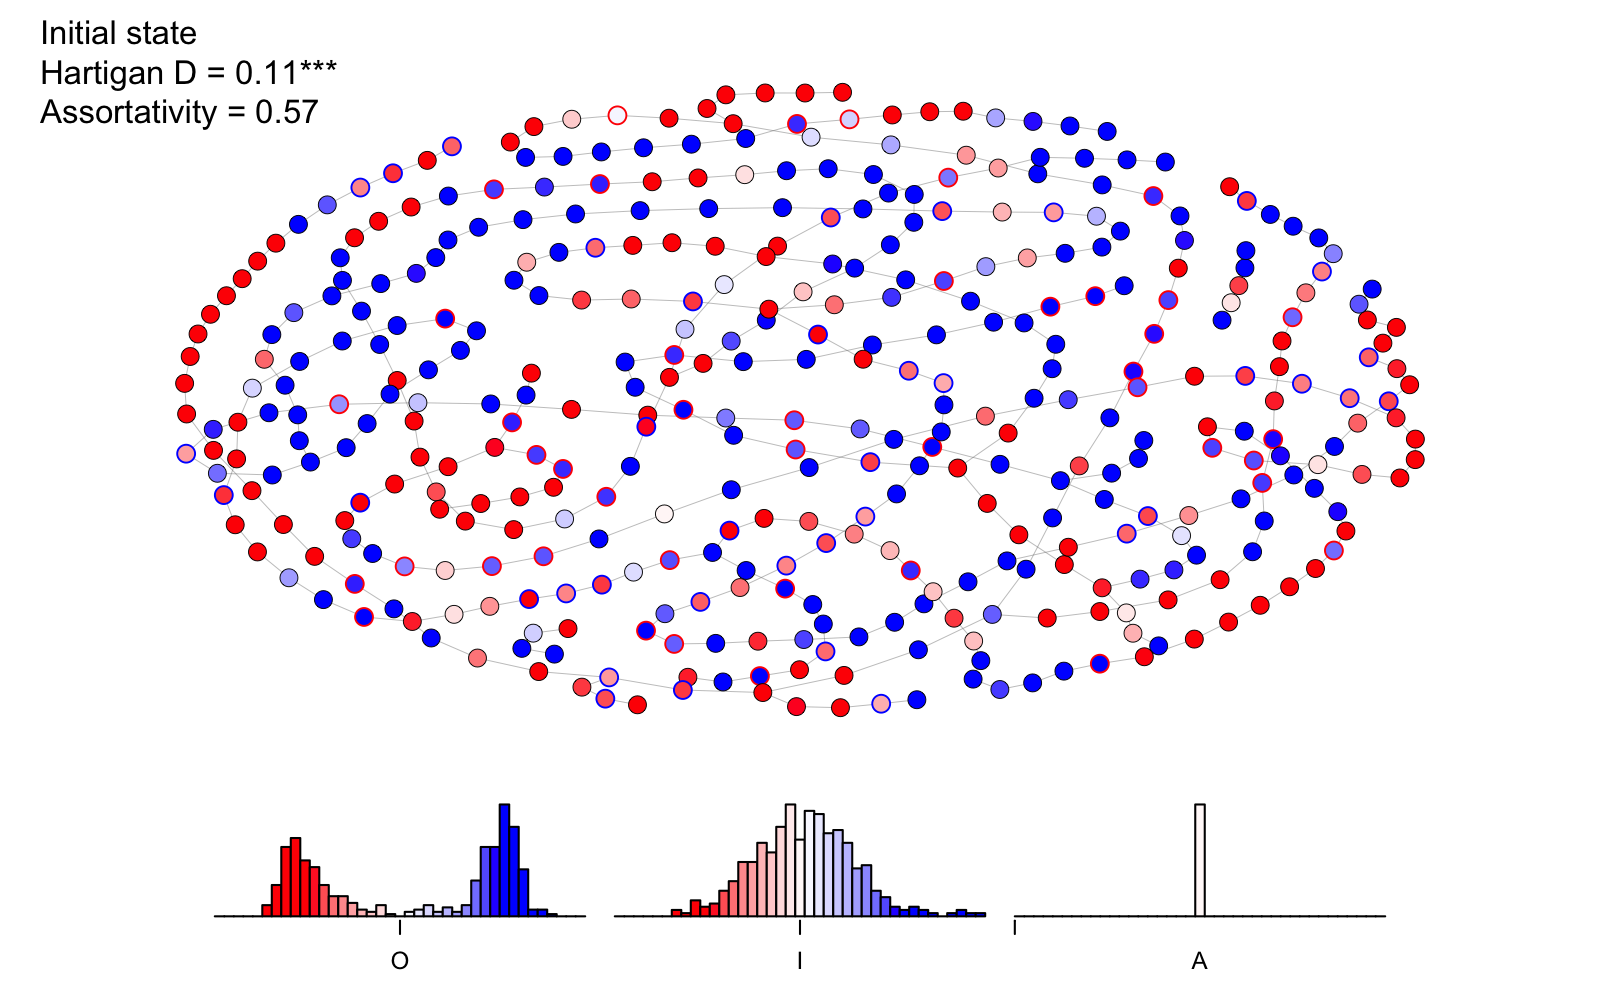 Initial state
Hartigan D = 0.11***
Assortativity = 0.57
O
I
A